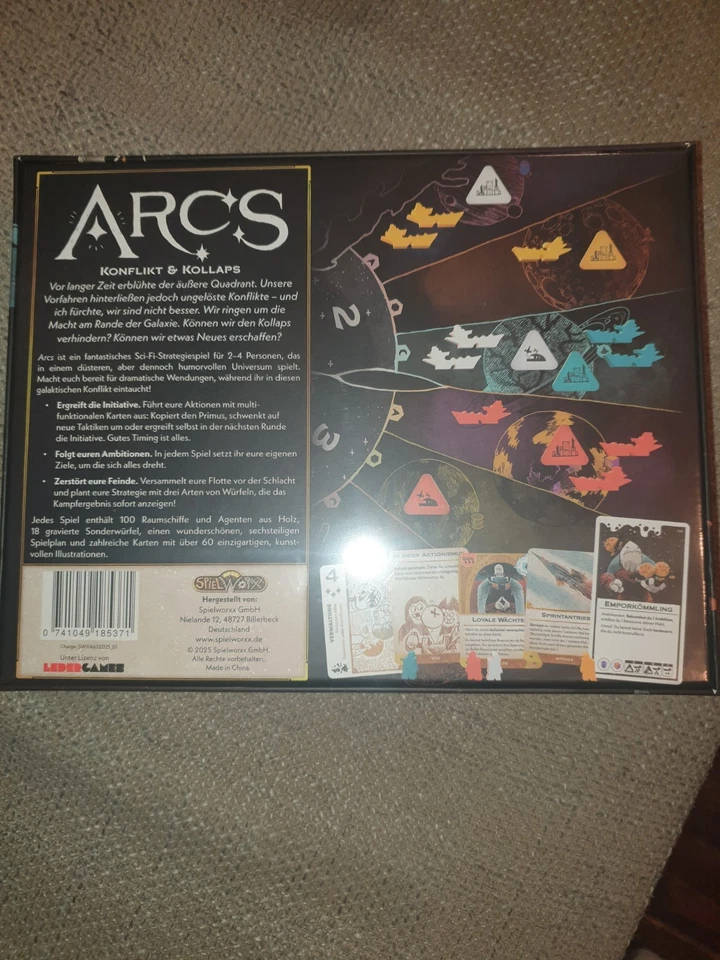 ARCS
KONFLIKT & KOLLAPS
Vor langer Zeit erblühte der äußere Quadrant. Unsere
Vorfahren hinterließen jedoch ungelöste Konflikte – und
ich fürchte, wir sind nicht besser. Wir ringen um die
Macht am Rande der Galaxie. Können wir den Kollaps
verhindern? Können wir etwas Neues erschaffen?
Arcs ist ein fantastisches Sci-Fi-Strategiespiel für 2–4 Personen, das
in einem düsteren, aber dennoch humorvollen Universum spielt.
Macht euch bereit für dramatische Wendungen, während ihr in diesen
galaktischen Konflikt eintaucht!
• Ergreift die Initiative. Führt eure Aktionen mit multi-
funktionalen Karten aus: Kopiert den Primus, schwenkt auf
neue Taktiken um oder ergreift selbst in der nächsten Runde
die Initiative. Gutes Timing ist alles.
• Folgt euren Ambitionen. In jedem Spiel setzt ihr eure eigenen
Ziele, um die sich alles dreht.
• Zerstört eure Feinde. Versammelt eure Flotte vor der Schlacht
und plant eure Strategie mit drei Arten von Würfeln, die das
Kampfergebnis sofort anzeigen!
Jedes Spiel enthält 100 Raumschiffe und Agenten aus Holz,
18 gravierte Sonderwürfel, einen wunderschönen, sechsteiligen
Spielplan und zahlreiche Karten mit über 60 einzigartigen, kunst-
vollen Illustrationen.
0 741049 185371
Unter Lizenz von
LEDERGAMES
SPIELWORXX
Hergestellt von:
Spielworxx GmbH
Nielande 12, 48727 Billerbeck
Deutschland
www.spielworxx.de
© 2025 Spielworxx GmbH.
Alle Rechte vorbehalten.
Made in China
2
3
4
VERWALTUNG
LOYALE WÄCHTE
SPRINTANTRIEB
EMPORKÖMMLING